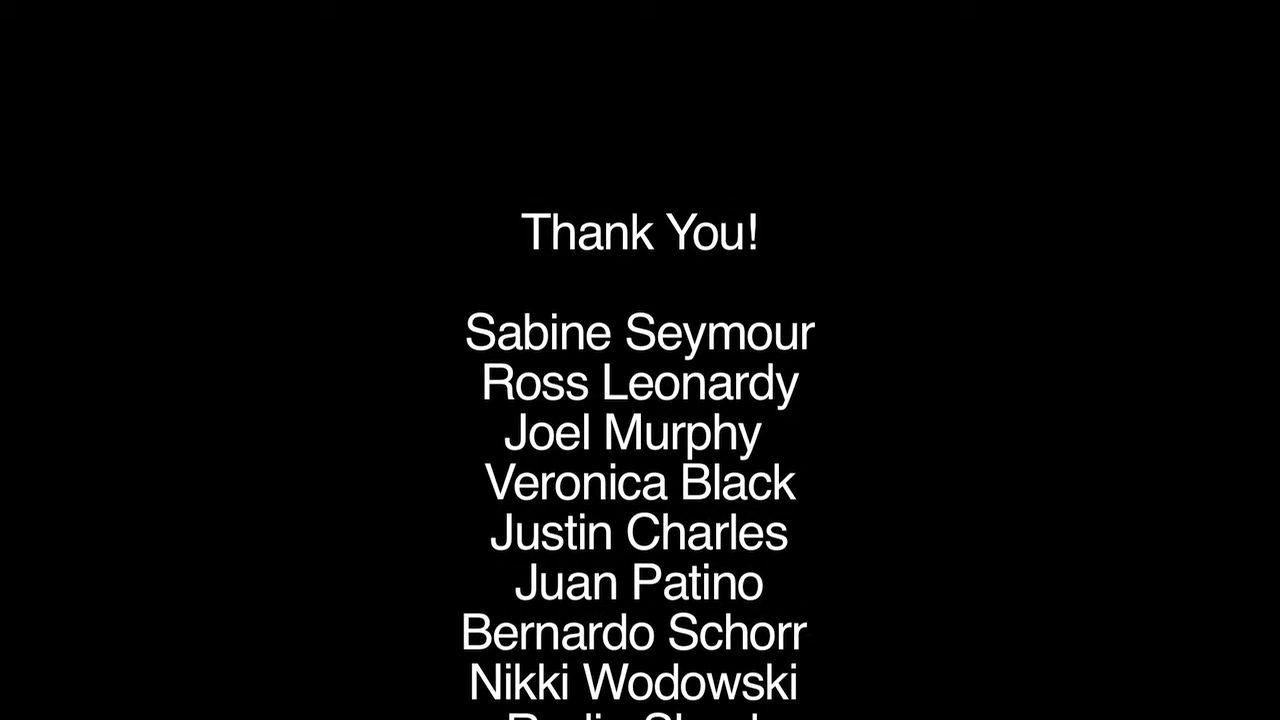 Thank You!
Sabine Seymour
Ross Leonardy
Joel Murphy
Veronica Black
Justin Charles
Juan Patino
Bernardo Schorr
Nikki Wodowski